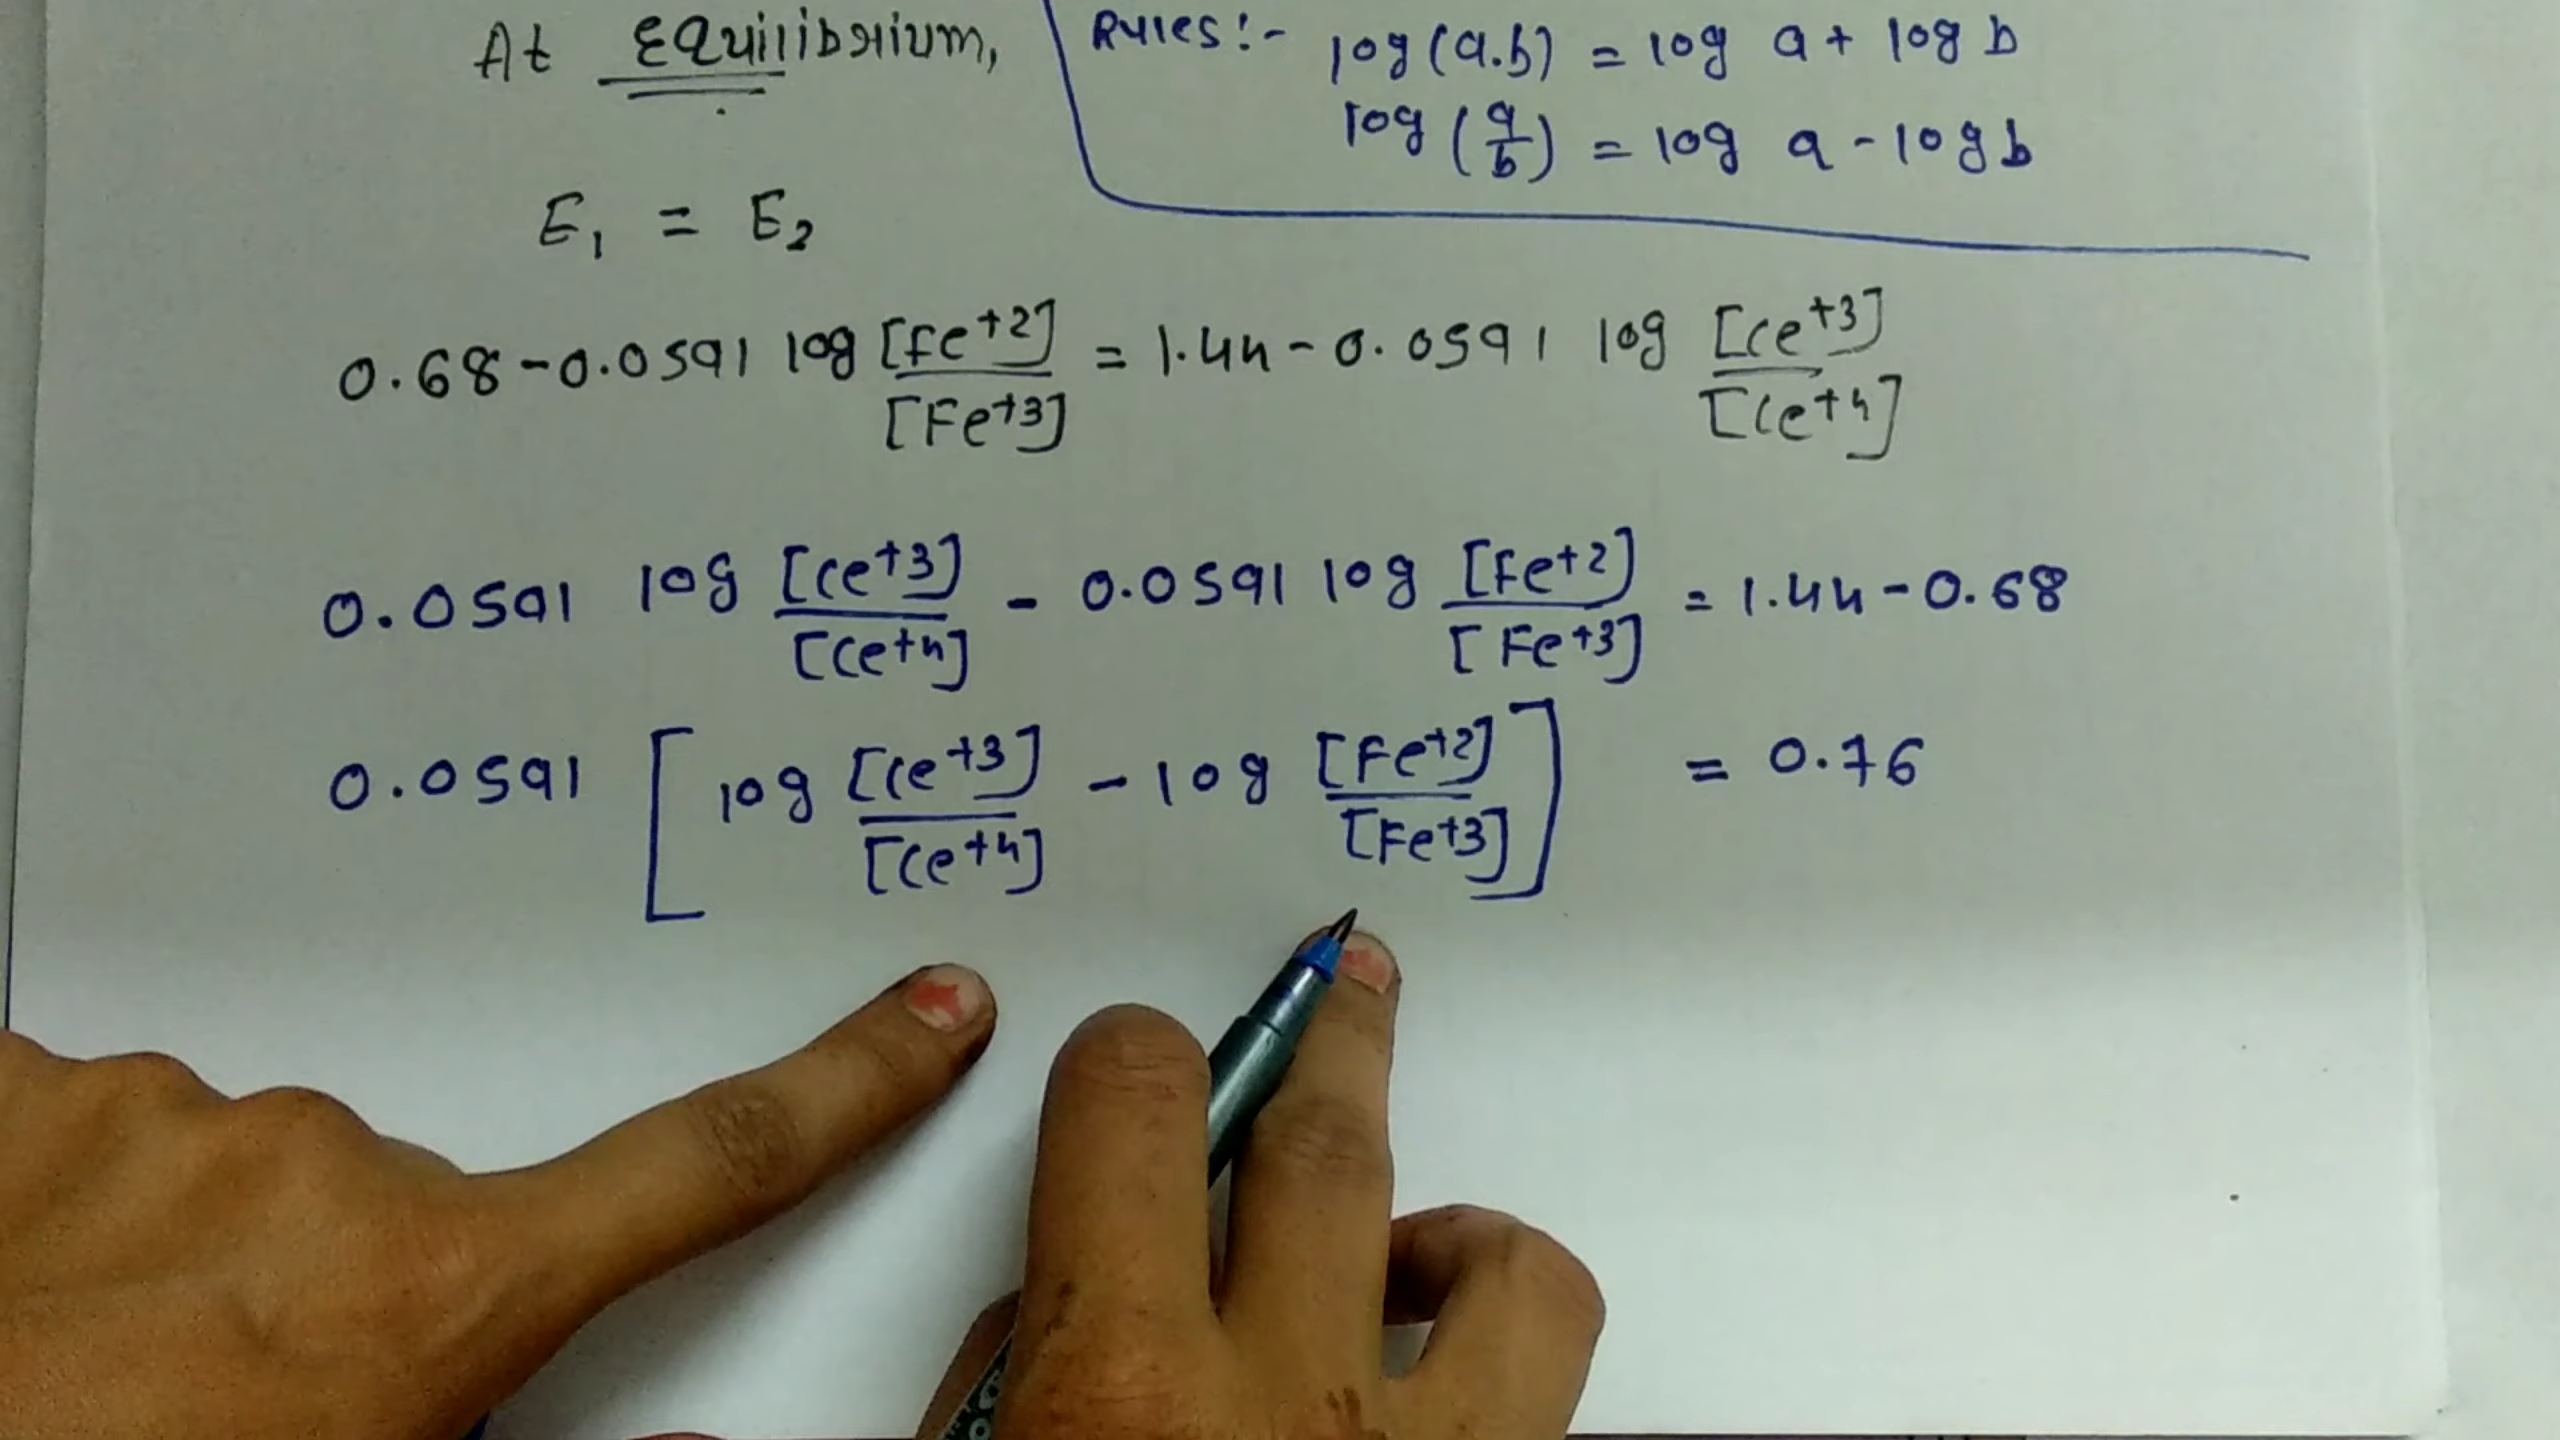 At Equilibrium,
Rules:- log(a.b) = log a + log b
log (a/b) = log a - log b
E₁ = E₂
0.68 - 0.0591 log [Fe+2]/[Fe+3] = 1.44 - 0.0591 log [Ce+3]/[Ce+4]
0.0591 log [Ce+3]/[Ce+4] - 0.0591 log [Fe+2]/[Fe+3] = 1.44 - 0.68
0.0591 [ log [Ce+3]/[Ce+4] - log [Fe+2]/[Fe+3] ] = 0.76